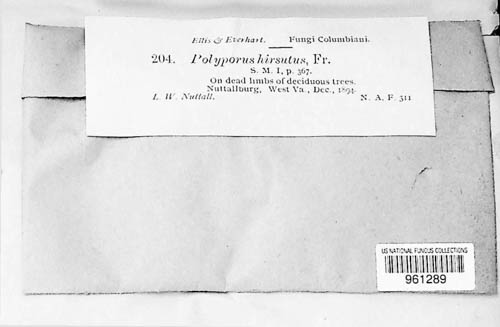 Ellis & Everhart. Fungi Columbiani.
204. Polyporus hirsutus, Fr.
S. M. I, p. 367.
On dead limbs of deciduous trees.
Nuttallburg, West Va., Dec., 1894.
L. W. Nuttall. N. A. F. 311
US NATIONAL FUNGUS COLLECTIONS
961289